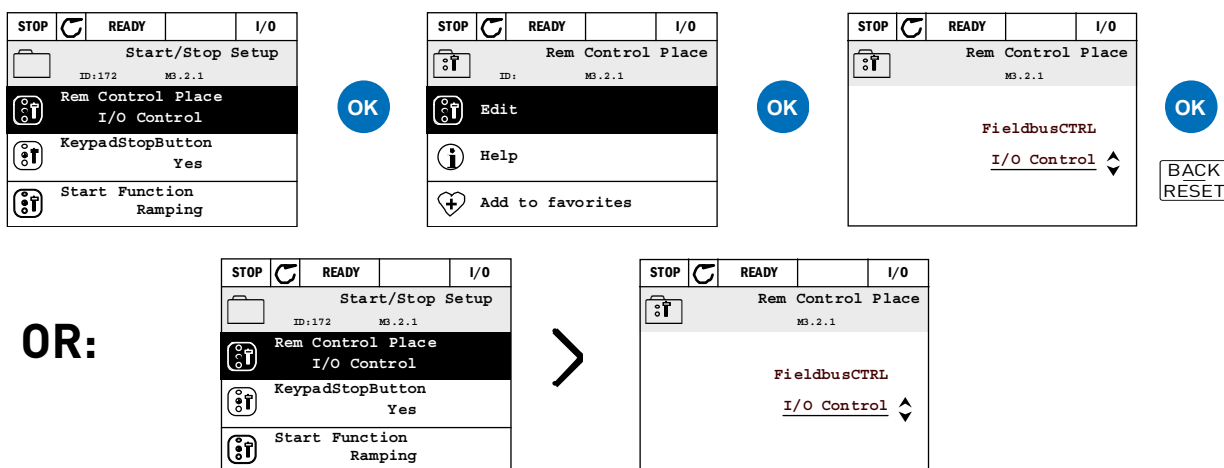 STOP READY I/O
Start/Stop Setup
ID:172 M3.2.1
Rem Control Place
I/O Control
KeypadStopButton
Yes
Start Function
Ramping
OK
STOP READY I/O
Rem Control Place
ID: M3.2.1
Edit
Help
Add to favorites
OK
STOP READY I/O
Rem Control Place
M3.2.1
FieldbusCTRL
I/O Control
OK
BACK
RESET
OR:
STOP READY I/O
Start/Stop Setup
ID:172 M3.2.1
Rem Control Place
I/O Control
KeypadStopButton
Yes
Start Function
Ramping
STOP READY I/O
Rem Control Place
M3.2.1
FieldbusCTRL
I/O Control